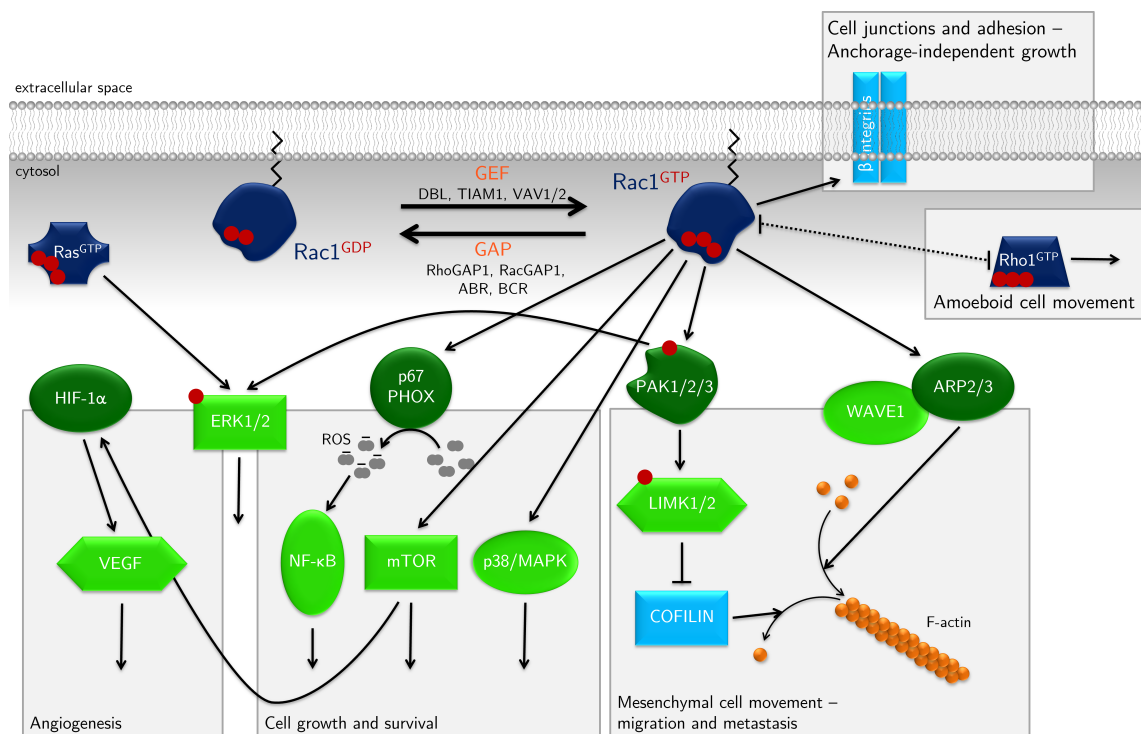 Cell junctions and adhesion –
Anchorage-independent growth
extracellular space
β integrics
cytosol
GEF
DBL, TIAM1, VAV1/2
Rac1GTP
RasGTP
Rac1GDP
GAP
RhoGAP1, RacGAP1,
ABR, BCR
Rho1GTP
Amoeboid cell movement
HIF-1α
ERK1/2
p67
PHOX
PAK1/2/3
ARP2/3
WAVE1
ROS
LIMK1/2
VEGF
NF-κB
mTOR
p38/MAPK
COFILIN
F-actin
Angiogenesis
Cell growth and survival
Mesenchymal cell movement –
migration and metastasis